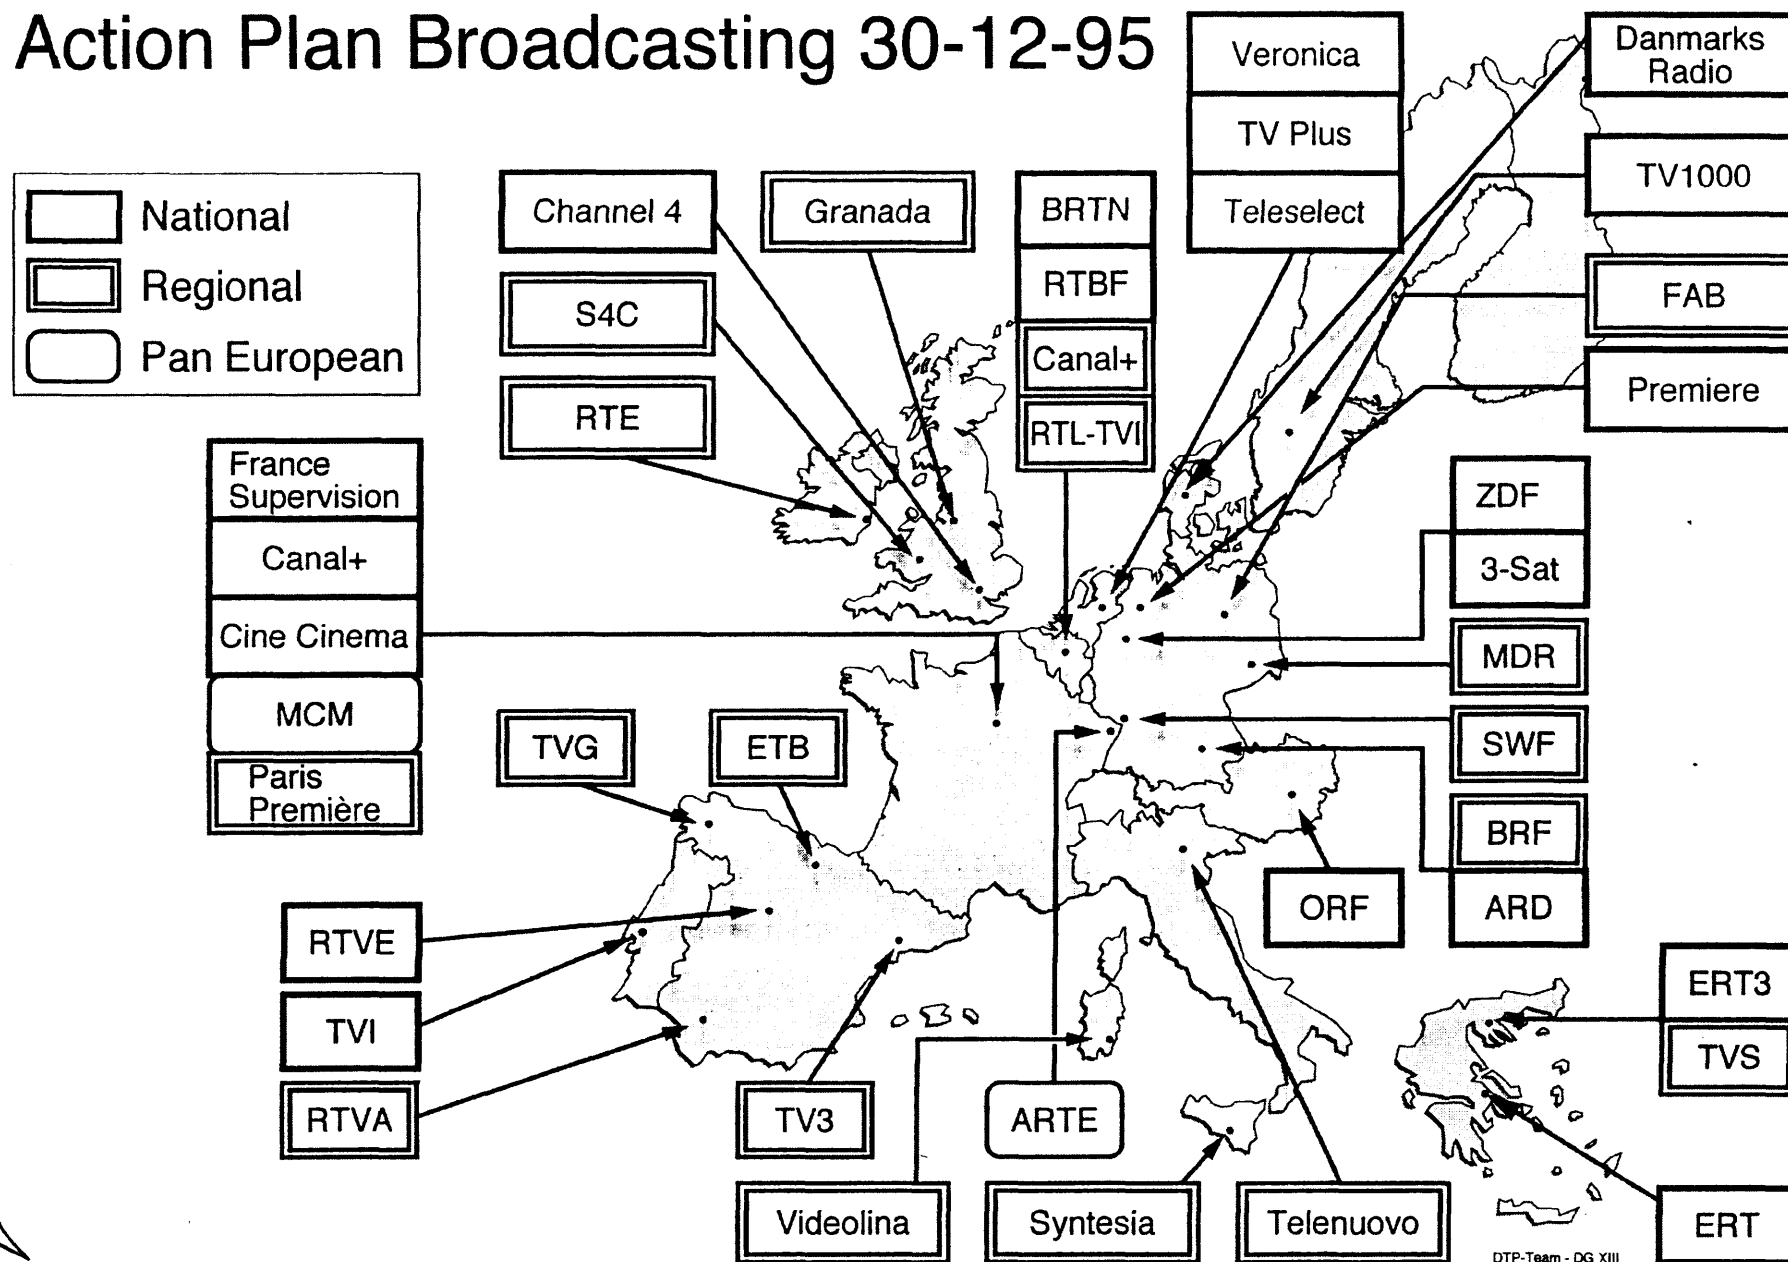 Action Plan Broadcasting 30-12-95
National
Regional
Pan European
Channel 4
S4C
RTE
Granada
BRTN
RTBF
Canal+
RTL-TVI
Veronica
TV Plus
Teleselect
Danmarks
Radio
TV1000
FAB
Premiere
France
Supervision
Canal+
Cine Cinema
MCM
Paris
Première
ZDF
3-Sat
MDR
SWF
BRF
ARD
ORF
TVG
ETB
RTVE
TVI
RTVA
TV3
ARTE
Videolina
Syntesia
Telenuovo
ERT3
TVS
ERT
DTP-Team - DG XIII